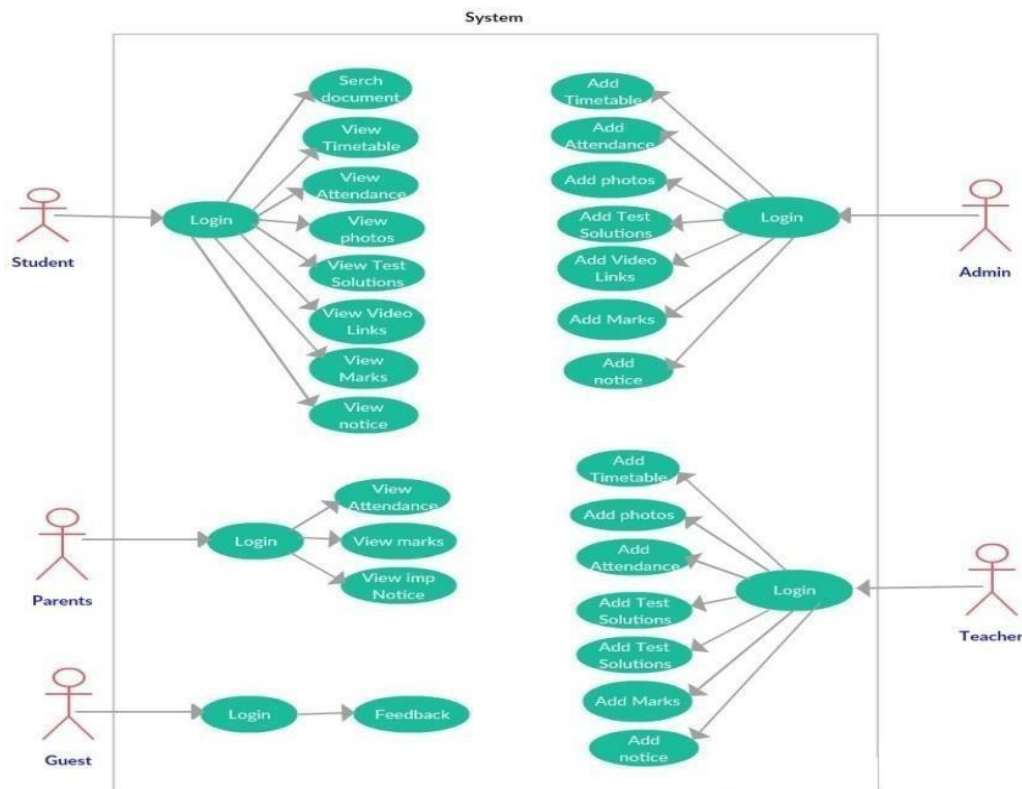 System
Serch
document
View
Timetable
View
Attendance
View
photos
View Test
Solutions
View Video
Links
View
Marks
View
notice
Login
Student
Add
Timetable
Add
Attendance
Add photos
Add Test
Solutions
Add Video
Links
Add Marks
Add
notice
Login
Admin
View
Attendance
View marks
View imp
Notice
Login
Parents
Add
Timetable
Add photos
Add
Attendance
Add Test
Solutions
Add Test
Solutions
Add Marks
Add
notice
Login
Teacher
Login
Feedback
Guest